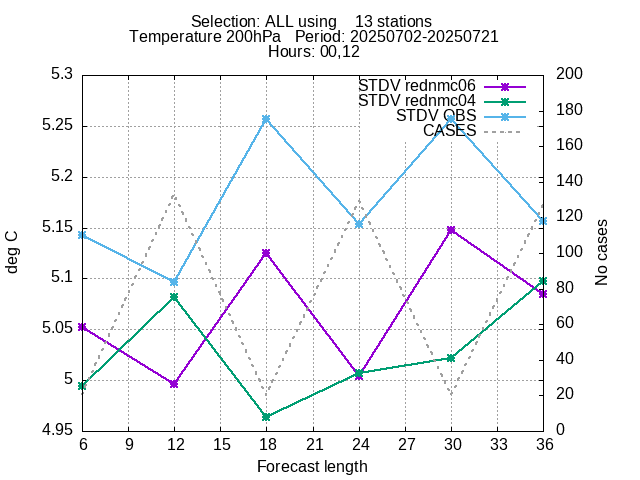 Selection: ALL using    13 stations
Temperature 200hPa   Period: 20250702-20250721
Hours: 00,12
5.3
5.25
5.2
5.15
5.1
5.05
5
4.95
deg C
STDV rednmc06
STDV rednmc04
STDV OBS
CASES
200
180
160
140
120
100
80
60
40
20
0
No cases
6 9 12 15 18 21 24 27 30 33 36
Forecast length